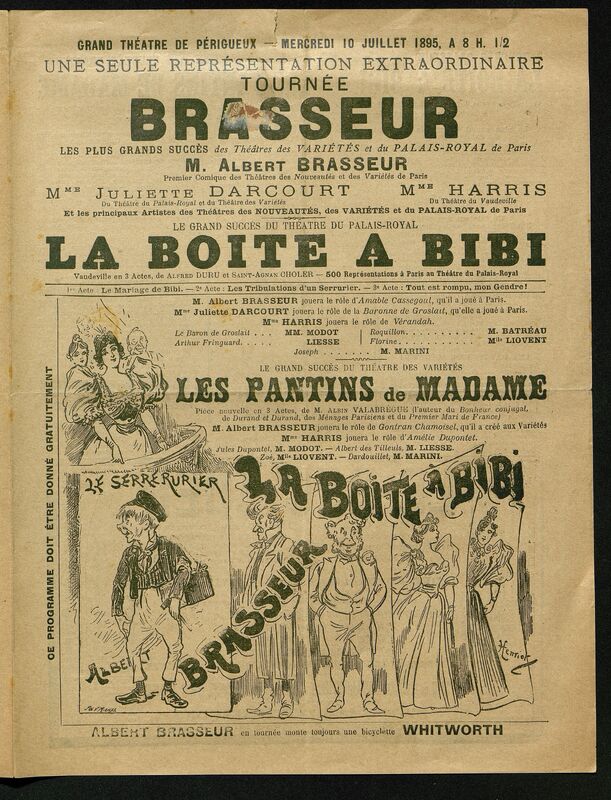 GRAND THÉATRE DE PÉRIGUEUX — MERCREDI 10 JUILLET 1895, A 8 H. 1/2
UNE SEULE REPRÉSENTATION EXTRAORDINAIRE
TOURNÉE
BRASSEUR
LES PLUS GRANDS SUCCÈS des Théâtres des VARIÉTÉS et du PALAIS-ROYAL de Paris
M. ALBERT BRASSEUR
Premier Comique des Théâtres des Nouveautés et des Variétés de Paris
MME JULIETTE DARCOURT MME HARRIS
Du Théâtre du Palais-Royal et du Théâtre des Variétés Du Théâtre du Vaudeville
Et les principaux Artistes des Théâtres des NOUVEAUTÉS, des VARIÉTÉS et du PALAIS-ROYAL de Paris
LE GRAND SUCCÈS DU THÉATRE DU PALAIS-ROYAL
LA BOITE A BIBI
Vaudeville en 3 Actes, de ALFRED DURU et SAINT-AGNAN CHOLER — 500 Représentations à Paris au Théâtre du Palais-Royal
1er Acte : Le Mariage de Bibi. — 2e Acte : Les Tribulations d'un Serrurier. — 3e Acte : Tout est rompu, mon Gendre !
M. Albert BRASSEUR jouera le rôle d'Amable Cassegoul, qu'il a joué à Paris.
Mme Juliette DARCOURT jouera le rôle de la Baronne de Groslait, qu'elle a joué à Paris.
Mme HARRIS jouera le rôle de Vérandah.
Le Baron de Groslait . . . MM. MODOT Roquillon. . . . . . . . . M. BATRÉAU
Arthur Fringuard. . . . . LIESSE Florine . . . . . . . . . . Mlle LIOVENT
Joseph . . . . . . . . M. MARINI
LE GRAND SUCCÈS DU THÉATRE DES VARIÉTÉS
LES PANTINS de MADAME
Pièce nouvelle en 3 Actes, de M. ALBIN VALABRÈGUE (l'auteur du Bonheur conjugal,
de Durand et Durand, des Ménages Parisiens et du Premier Mari de France)
M. Albert BRASSEUR jouera le rôle de Gontran Chamoisel, qu'il a créé aux Variétés
Mme HARRIS jouera le rôle d'Amélie Dupontet.
Jules Dupontel, M. MODOT. — Albert des Tilleuls, M. LIESSE.
Zoé, Mlle LIOVENT. — Dardouillet, M. MARINI.
CE PROGRAMME DOIT ÊTRE DONNÉ GRATUITEMENT
LE SERRERURIER
LA BOITE A BIBI
ALBERT
BRASSEUR
ALBERT BRASSEUR en tournée monte toujours une bicyclette WHITWORTH